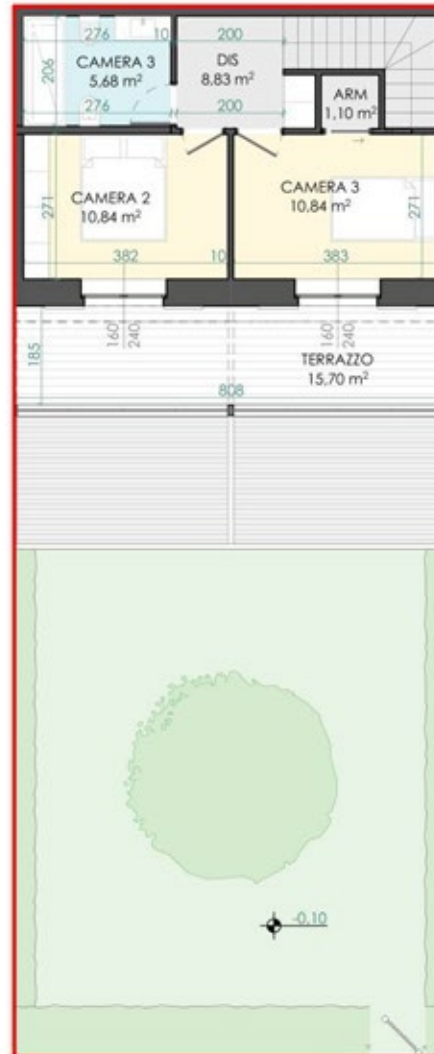 276
10
200
206
CAMERA 3
5,68 m²
DIS
8,83 m²
ARM
1,10 m²
276
200
271
CAMERA 2
10,84 m²
CAMERA 3
10,84 m²
271
382
10
383
160
240
160
240
185
TERRAZZO
15,70 m²
808
-0,10